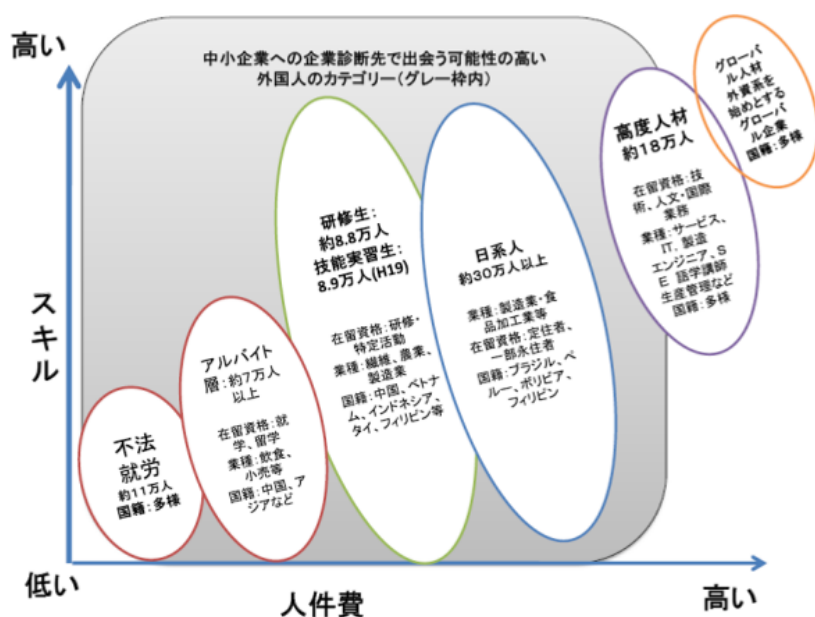 高い
中小企業への企業診断先で出会う可能性の高い
外国人のカテゴリー(グレー枠内)
スキル
低い
人件費
高い
不法
就労
約11万人
国籍:多様
アルバイト
層:約7万人
以上
在留資格:就
学、留学
業種:飲食、
小売等
国籍:中国、ア
ジアなど
研修生:
約8.8万人
技能実習生:
8.9万人(H19)
在留資格:研修・
特定活動
業種:繊維、農業、
製造業
国籍:中国、ベトナ
ム、インドネシア、
タイ、フィリピン等
日系人
約30万人以上
業種:製造業・食
品加工業等
在留資格:定住者、
一部永住者
国籍:ブラジル、ペ
ルー、ボリビア、
フィリピン
高度人材
約18万人
在留資格:技
術、人文・国際
業務
業種:サービス、
IT、製造
エンジニア、S
E 語学講師
生産管理など
国籍:多様
グローバ
ル人材
外資系を
始めとする
グローバ
ル企業
国籍:多様